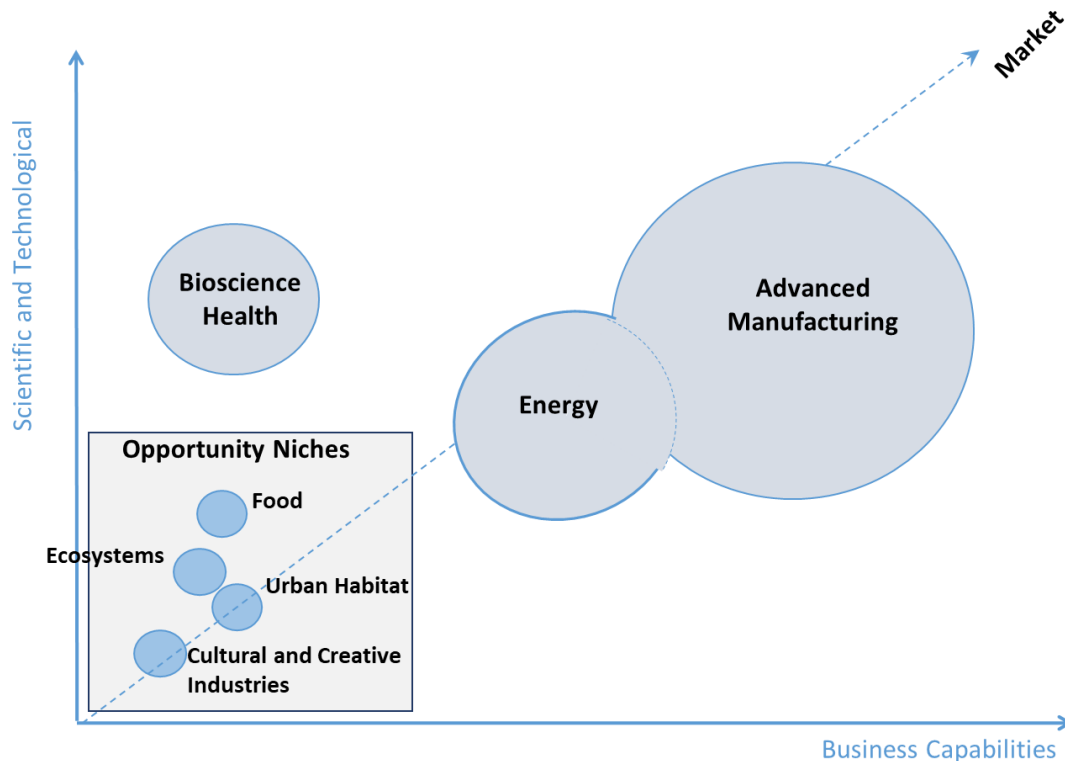 Market
Scientific and Technological
Bioscience
Health
Advanced
Manufacturing
Energy
Opportunity Niches
Food
Ecosystems
Urban Habitat
Cultural and Creative
Industries
Business Capabilities